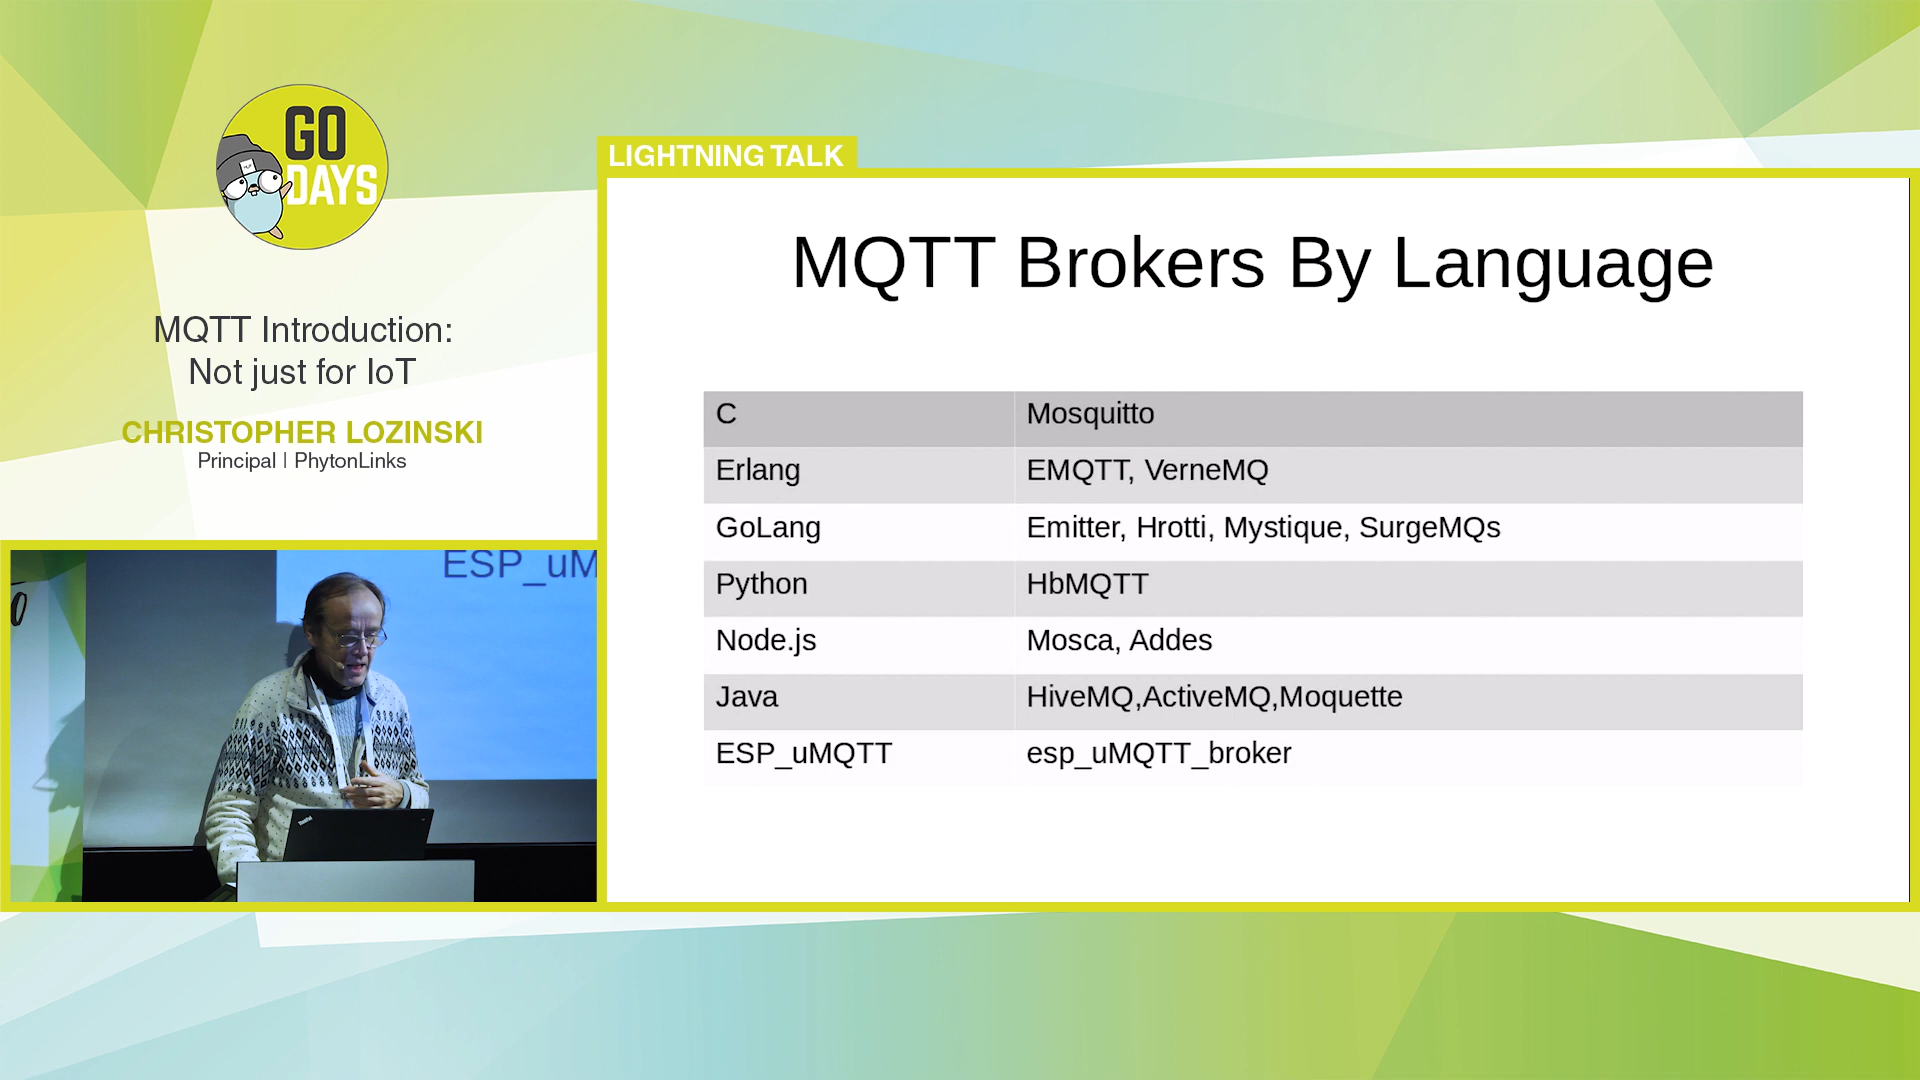 GO
DAYS
MQTT Introduction:
Not just for IoT
CHRISTOPHER LOZINSKI
Principal | PhytonLinks
LIGHTNING TALK
MQTT Brokers By Language
C Mosquitto
Erlang EMQTT, VerneMQ
GoLang Emitter, Hrotti, Mystique, SurgeMQs
Python HbMQTT
Node.js Mosca, Addes
Java HiveMQ,ActiveMQ,Moquette
ESP_uMQTT esp_uMQTT_broker
ESP_uM
ThinkPad